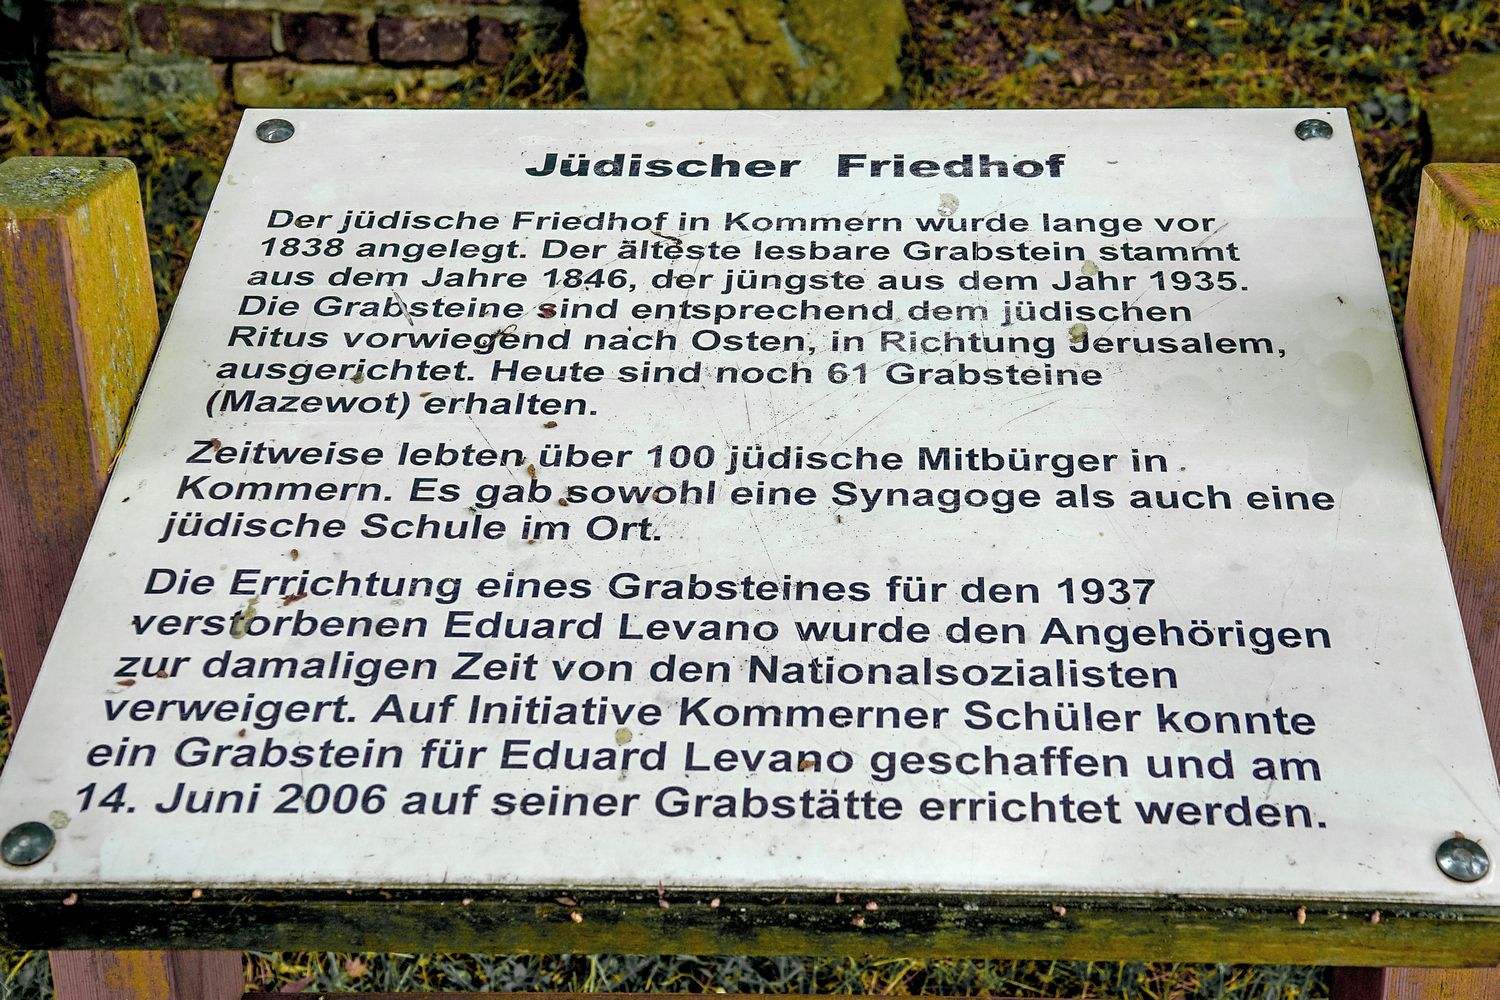 Jüdischer Friedhof
Der jüdische Friedhof in Kommern wurde lange vor
1838 angelegt. Der älteste lesbare Grabstein stammt
aus dem Jahre 1846, der jüngste aus dem Jahr 1935.
Die Grabsteine sind entsprechend dem jüdischen
Ritus vorwiegend nach Osten, in Richtung Jerusalem,
ausgerichtet. Heute sind noch 61 Grabsteine
(Mazewot) erhalten.
Zeitweise lebten über 100 jüdische Mitbürger in
Kommern. Es gab sowohl eine Synagoge als auch eine
jüdische Schule im Ort.
Die Errichtung eines Grabsteines für den 1937
verstorbenen Eduard Levano wurde den Angehörigen
zur damaligen Zeit von den Nationalsozialisten
verweigert. Auf Initiative Kommerner Schüler konnte
ein Grabstein für Eduard Levano geschaffen und am
14. Juni 2006 auf seiner Grabstätte errichtet werden.